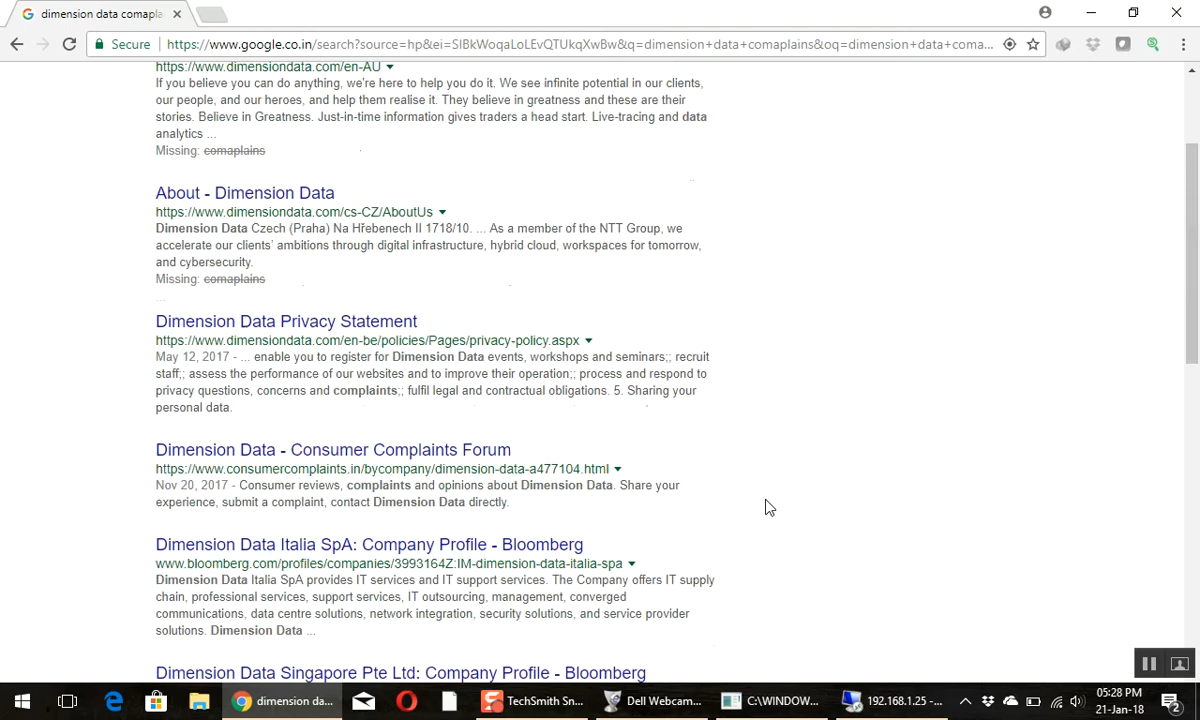 dimension data comapla
Secure
https://www.google.co.in/search?source=hp&ei=SIBkWoqaLoLEvQTUkqXwBw&q=dimension+data+comaplains&oq=dimension+data+coma...
https://www.dimensiondata.com/en-AU
If you believe you can do anything, we're here to help you do it. We see infinite potential in our clients,
our people, and our heroes, and help them realise it. They believe in greatness and these are their
stories. Believe in Greatness. Just-in-time information gives traders a head start. Live-tracing and data
analytics ...
Missing: comaplains
About - Dimension Data
https://www.dimensiondata.com/cs-CZ/AboutUs
Dimension Data Czech (Praha) Na Hřebenech II 1718/10. ... As a member of the NTT Group, we
accelerate our clients' ambitions through digital infrastructure, hybrid cloud, workspaces for tomorrow,
and cybersecurity.
Missing: comaplains
Dimension Data Privacy Statement
https://www.dimensiondata.com/en-be/policies/Pages/privacy-policy.aspx
May 12, 2017 - ... enable you to register for Dimension Data events, workshops and seminars;; recruit
staff;; assess the performance of our websites and to improve their operation;; process and respond to
privacy questions, concerns and complaints;; fulfil legal and contractual obligations. 5. Sharing your
personal data.
Dimension Data - Consumer Complaints Forum
https://www.consumercomplaints.in/bycompany/dimension-data-a477104.html
Nov 20, 2017 - Consumer reviews, complaints and opinions about Dimension Data. Share your
experience, submit a complaint, contact Dimension Data directly.
Dimension Data Italia SpA: Company Profile - Bloomberg
www.bloomberg.com/profiles/companies/3993164Z:IM-dimension-data-italia-spa
Dimension Data Italia SpA provides IT services and IT support services. The Company offers IT supply
chain, professional services, support services, IT outsourcing, management, converged
communications, data centre solutions, network integration, security solutions, and service provider
solutions. Dimension Data ...
Dimension Data Singapore Pte Ltd: Company Profile - Bloomberg
dimension da...
TechSmith Sn...
Dell Webcam...
C:\WINDOW...
192.168.1.25 -...
05:28 PM
21-Jan-18
2